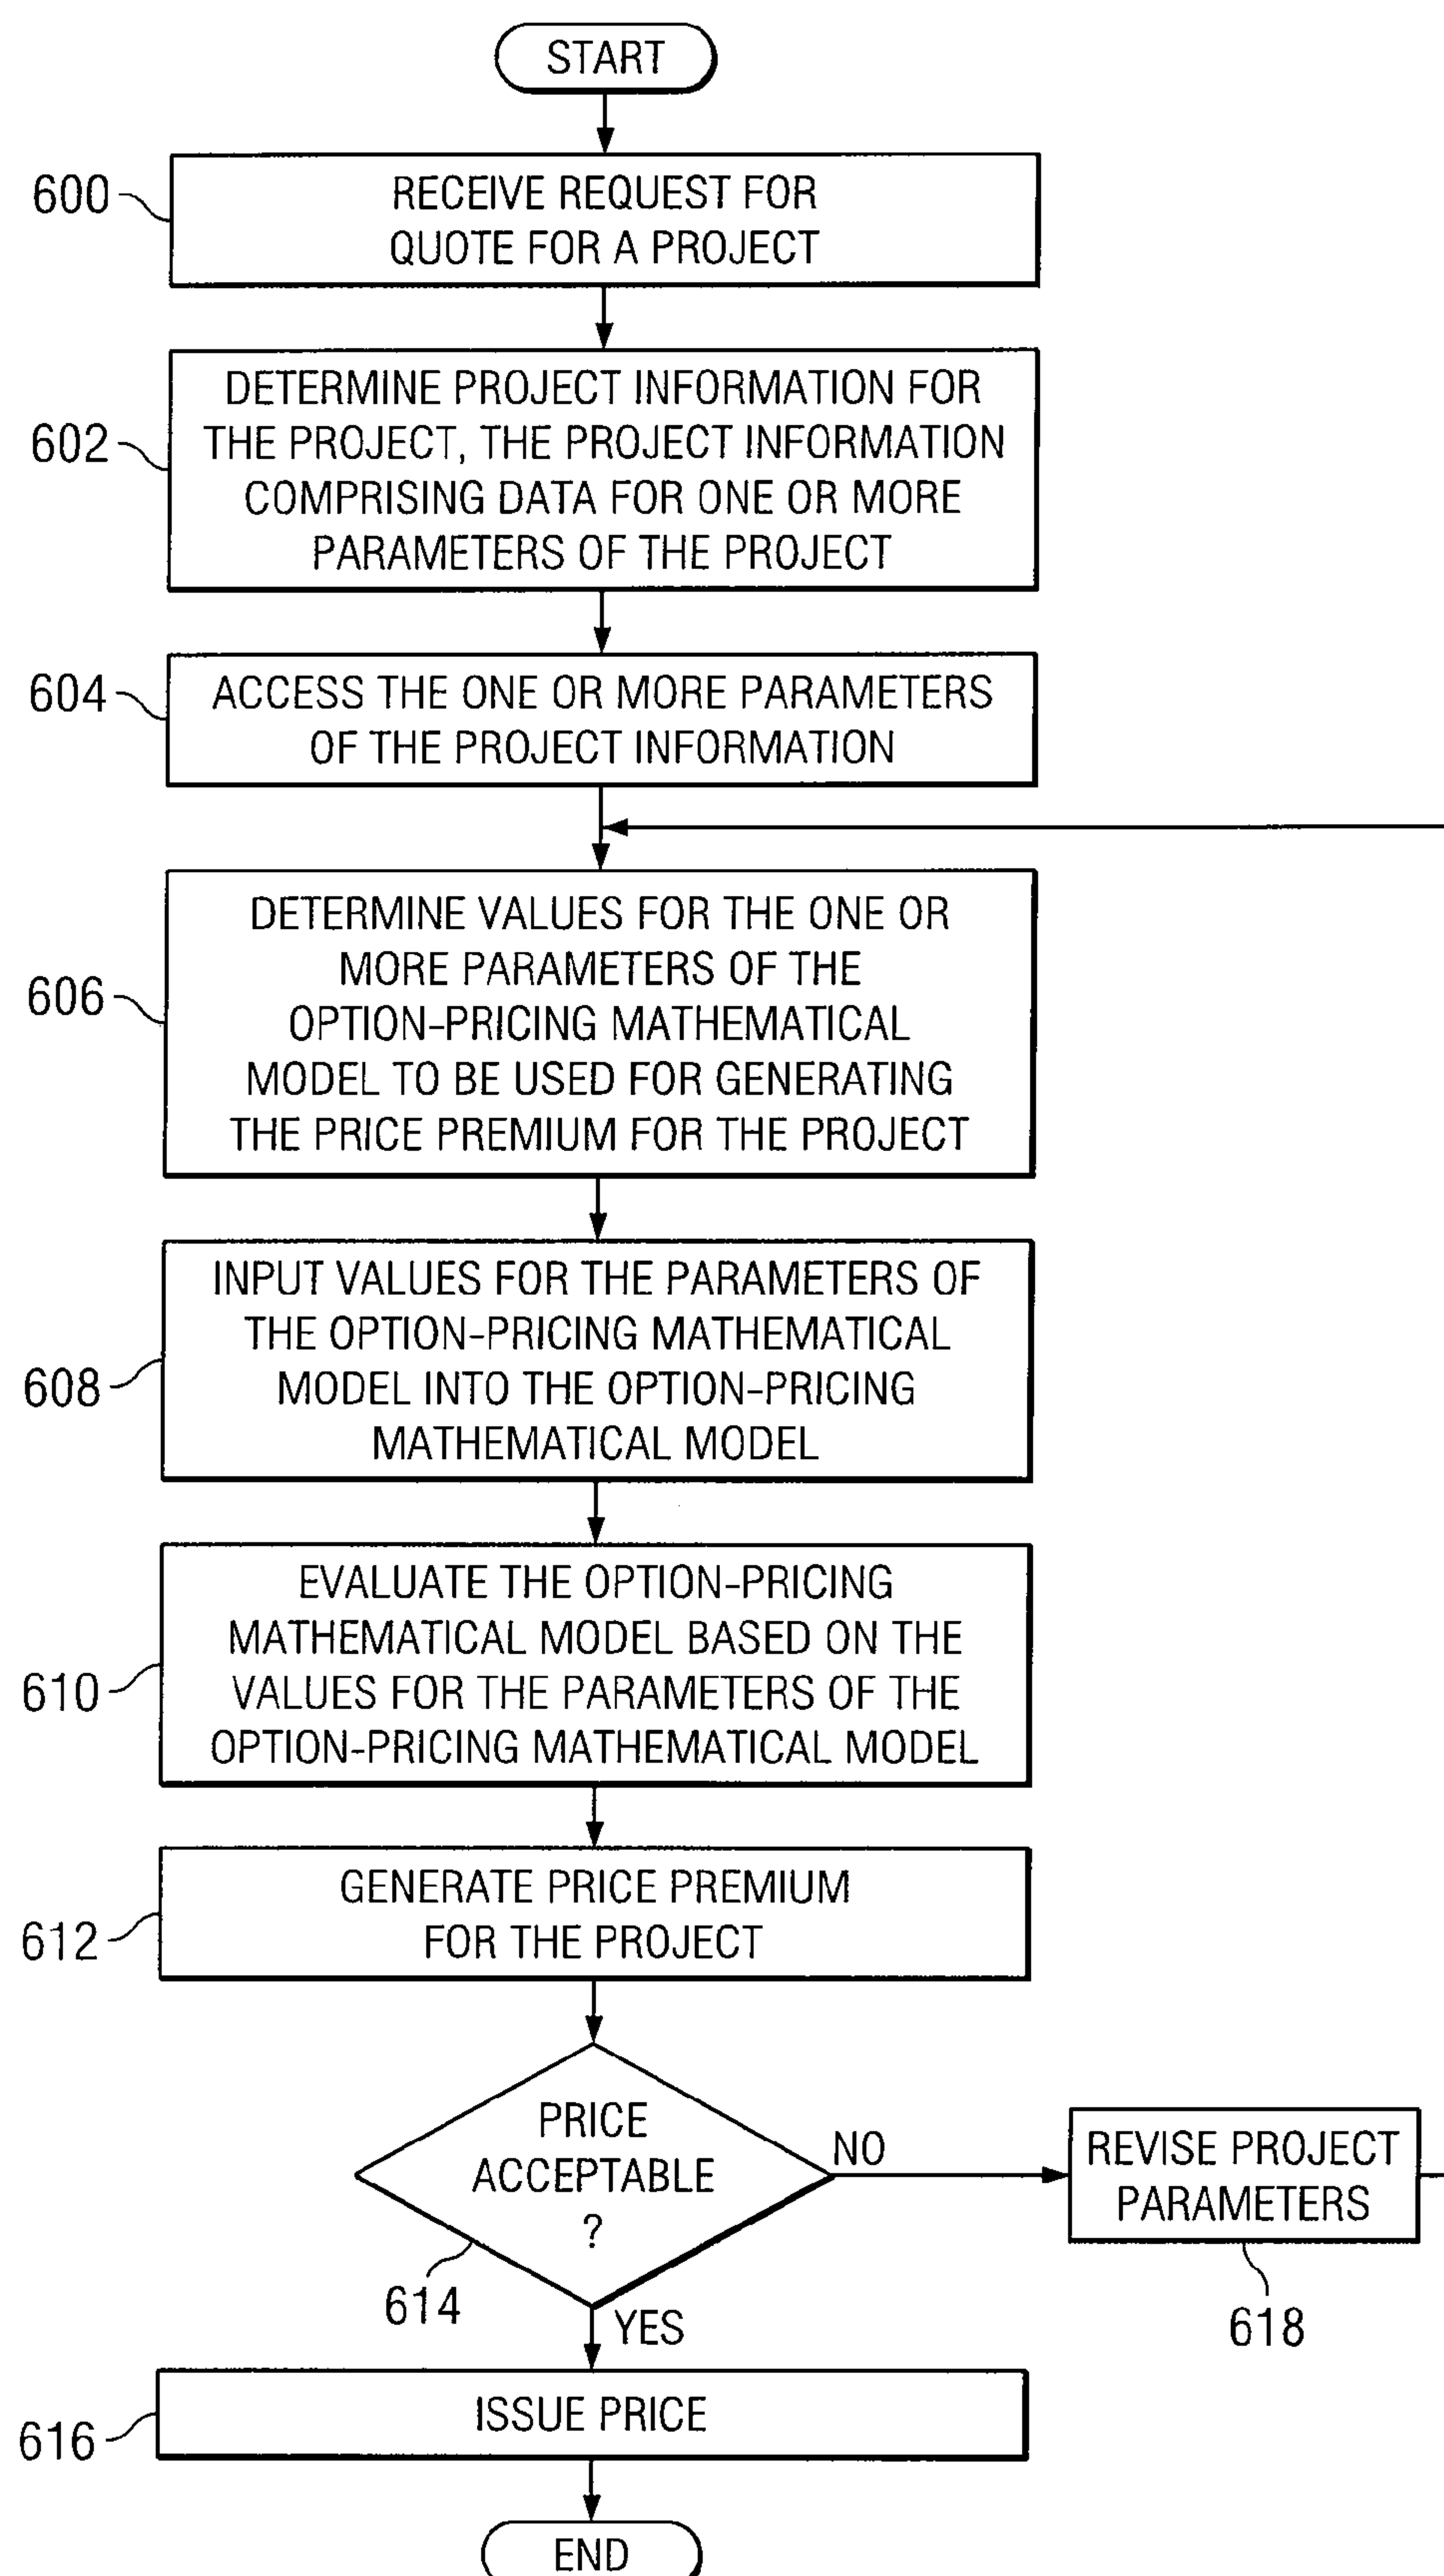 START
600
RECEIVE REQUEST FOR
QUOTE FOR A PROJECT
602
DETERMINE PROJECT INFORMATION FOR
THE PROJECT, THE PROJECT INFORMATION
COMPRISING DATA FOR ONE OR MORE
PARAMETERS OF THE PROJECT
604
ACCESS THE ONE OR MORE PARAMETERS
OF THE PROJECT INFORMATION
606
DETERMINE VALUES FOR THE ONE OR
MORE PARAMETERS OF THE
OPTION-PRICING MATHEMATICAL
MODEL TO BE USED FOR GENERATING
THE PRICE PREMIUM FOR THE PROJECT
608
INPUT VALUES FOR THE PARAMETERS OF
THE OPTION-PRICING MATHEMATICAL
MODEL INTO THE OPTION-PRICING
MATHEMATICAL MODEL
610
EVALUATE THE OPTION-PRICING
MATHEMATICAL MODEL BASED ON THE
VALUES FOR THE PARAMETERS OF THE
OPTION-PRICING MATHEMATICAL MODEL
612
GENERATE PRICE PREMIUM
FOR THE PROJECT
PRICE
ACCEPTABLE
?
614
NO
REVISE PROJECT
PARAMETERS
618
YES
616
ISSUE PRICE
END